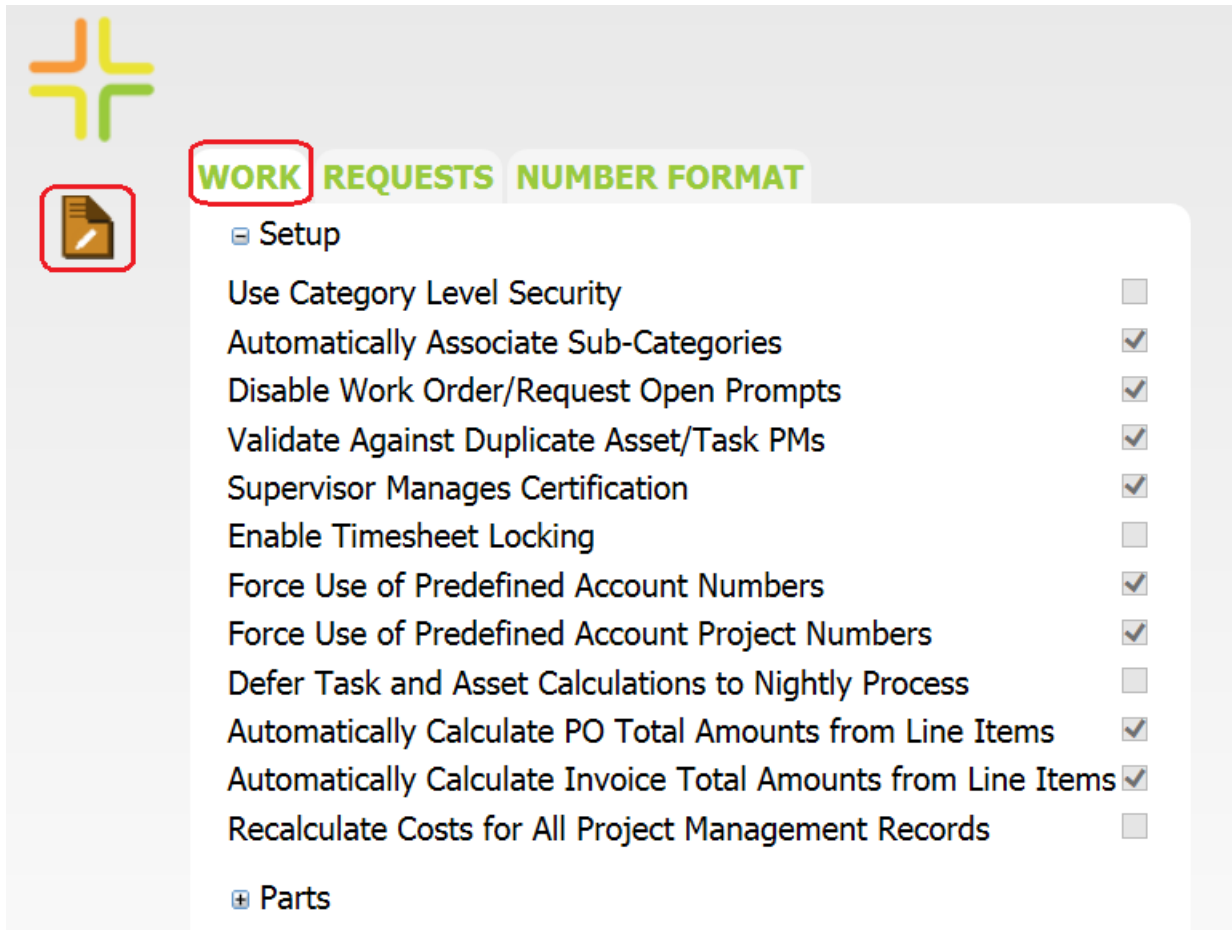 WORK REQUESTS NUMBER FORMAT
Setup
Use Category Level Security
Automatically Associate Sub-Categories
Disable Work Order/Request Open Prompts
Validate Against Duplicate Asset/Task PMs
Supervisor Manages Certification
Enable Timesheet Locking
Force Use of Predefined Account Numbers
Force Use of Predefined Account Project Numbers
Defer Task and Asset Calculations to Nightly Process
Automatically Calculate PO Total Amounts from Line Items
Automatically Calculate Invoice Total Amounts from Line Items
Recalculate Costs for All Project Management Records
Parts